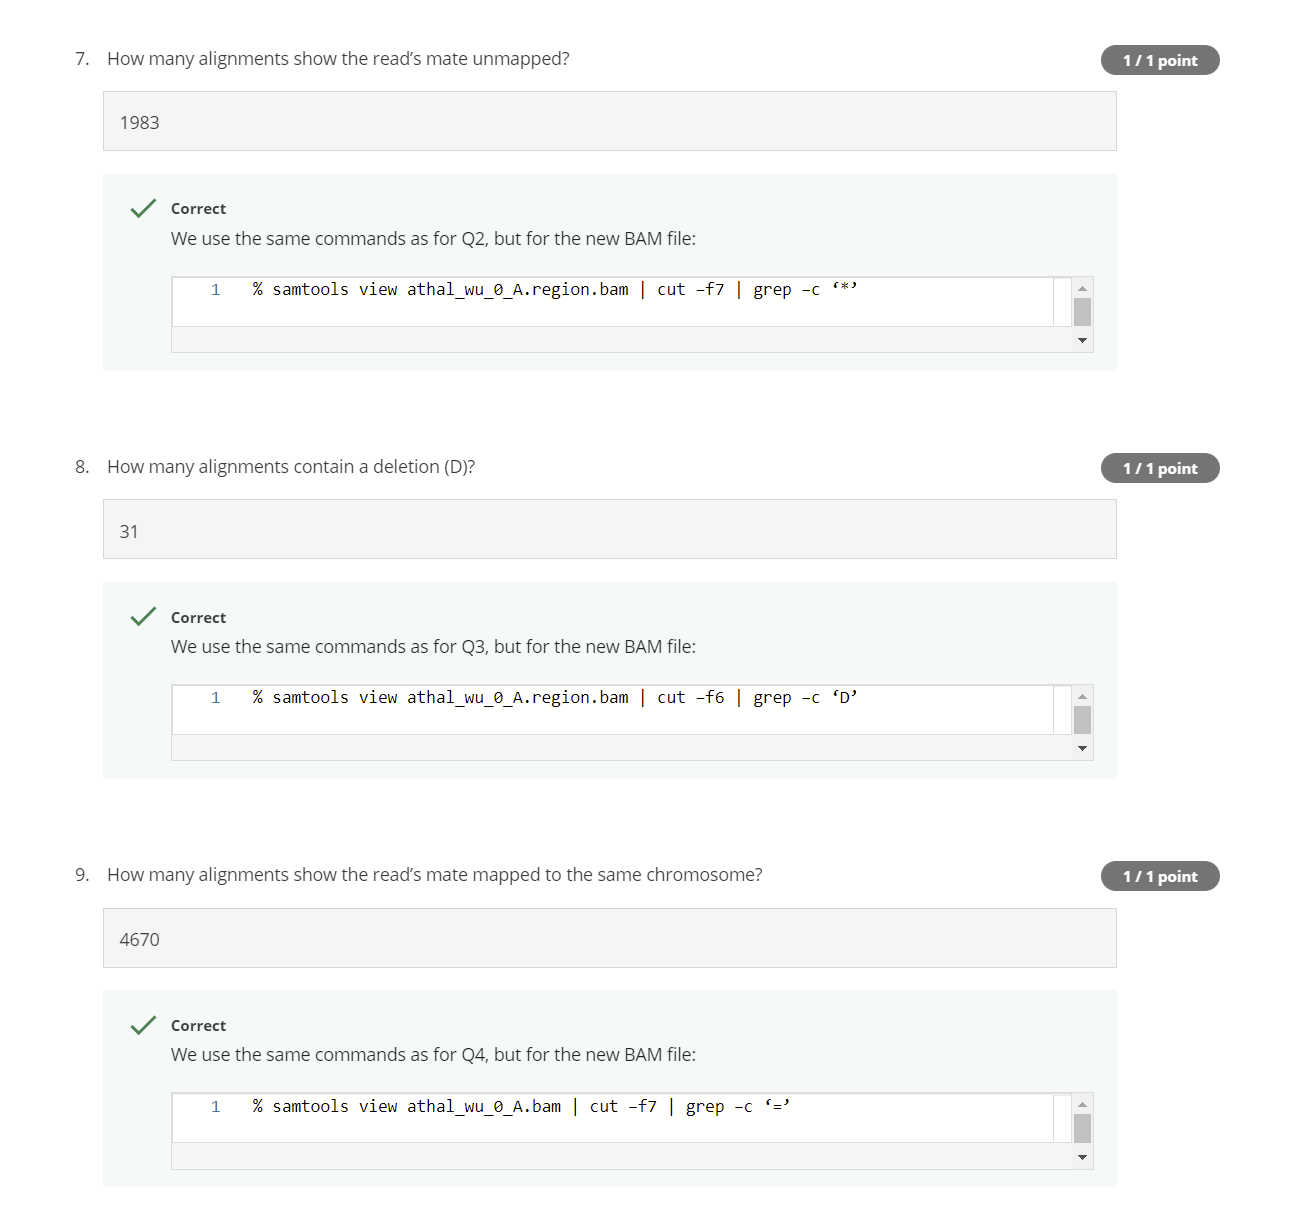 7. How many alignments show the read’s mate unmapped?
1 / 1 point
1983
Correct
We use the same commands as for Q2, but for the new BAM file:
1 % samtools view athal_wu_0_A.region.bam | cut –f7 | grep –c ‘*’
8. How many alignments contain a deletion (D)?
1 / 1 point
31
Correct
We use the same commands as for Q3, but for the new BAM file:
1 % samtools view athal_wu_0_A.region.bam | cut –f6 | grep –c ‘D’
9. How many alignments show the read’s mate mapped to the same chromosome?
1 / 1 point
4670
Correct
We use the same commands as for Q4, but for the new BAM file:
1 % samtools view athal_wu_0_A.bam | cut –f7 | grep –c ‘=’